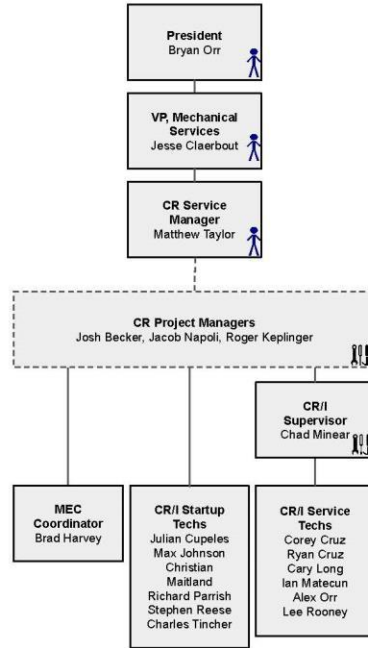 President
Bryan Orr
VP, Mechanical
Services
Jesse Claerbout
CR Service
Manager
Matthew Taylor
CR Project Managers
Josh Becker, Jacob Napoli, Roger Keplinger
CR/I
Supervisor
Chad Minear
MEC
Coordinator
Brad Harvey
CR/I Startup
Techs
Julian Cupeles
Max Johnson
Christian
Maitland
Richard Parrish
Stephen Reese
Charles Tincher
CR/I Service
Techs
Corey Cruz
Ryan Cruz
Cary Long
Ian Matecun
Alex Orr
Lee Rooney